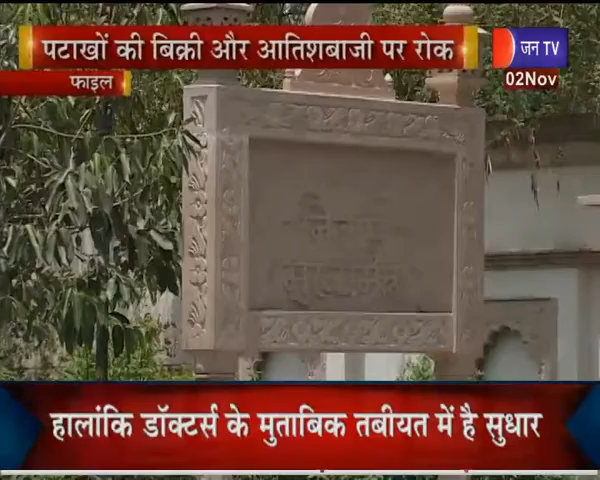 पटाखों की बिक्री और आतिशबाजी पर रोक
फाइल
जन TV
02Nov
हालांकि डॉक्टर्स के मुताबिक तबीयत में है सुधार